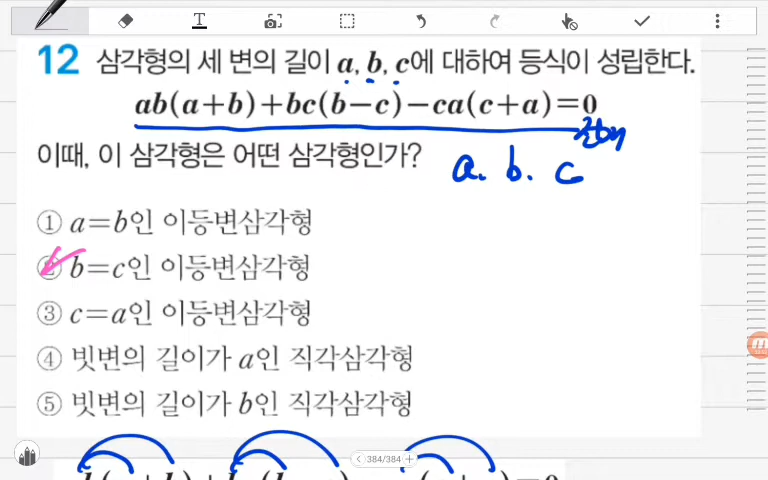 12 삼각형의 세 변의 길이 a, b, c에 대하여 등식이 성립한다.
ab(a+b)+bc(b−c)−ca(c+a)=0
이때, 이 삼각형은 어떤 삼각형인가?
a. b. c
① a=b인 이등변삼각형
② b=c인 이등변삼각형
③ c=a인 이등변삼각형
④ 빗변의 길이가 a인 직각삼각형
⑤ 빗변의 길이가 b인 직각삼각형
384/384